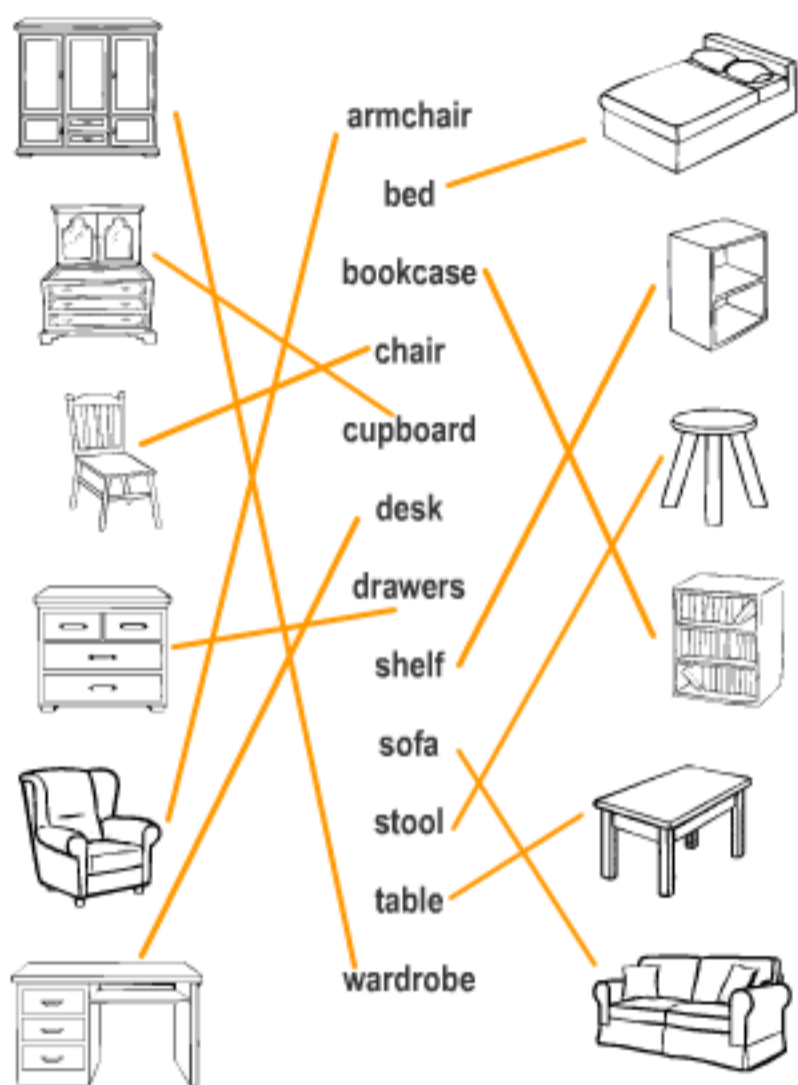 armchair
bed
bookcase
chair
cupboard
desk
drawers
shelf
sofa
stool
table
wardrobe